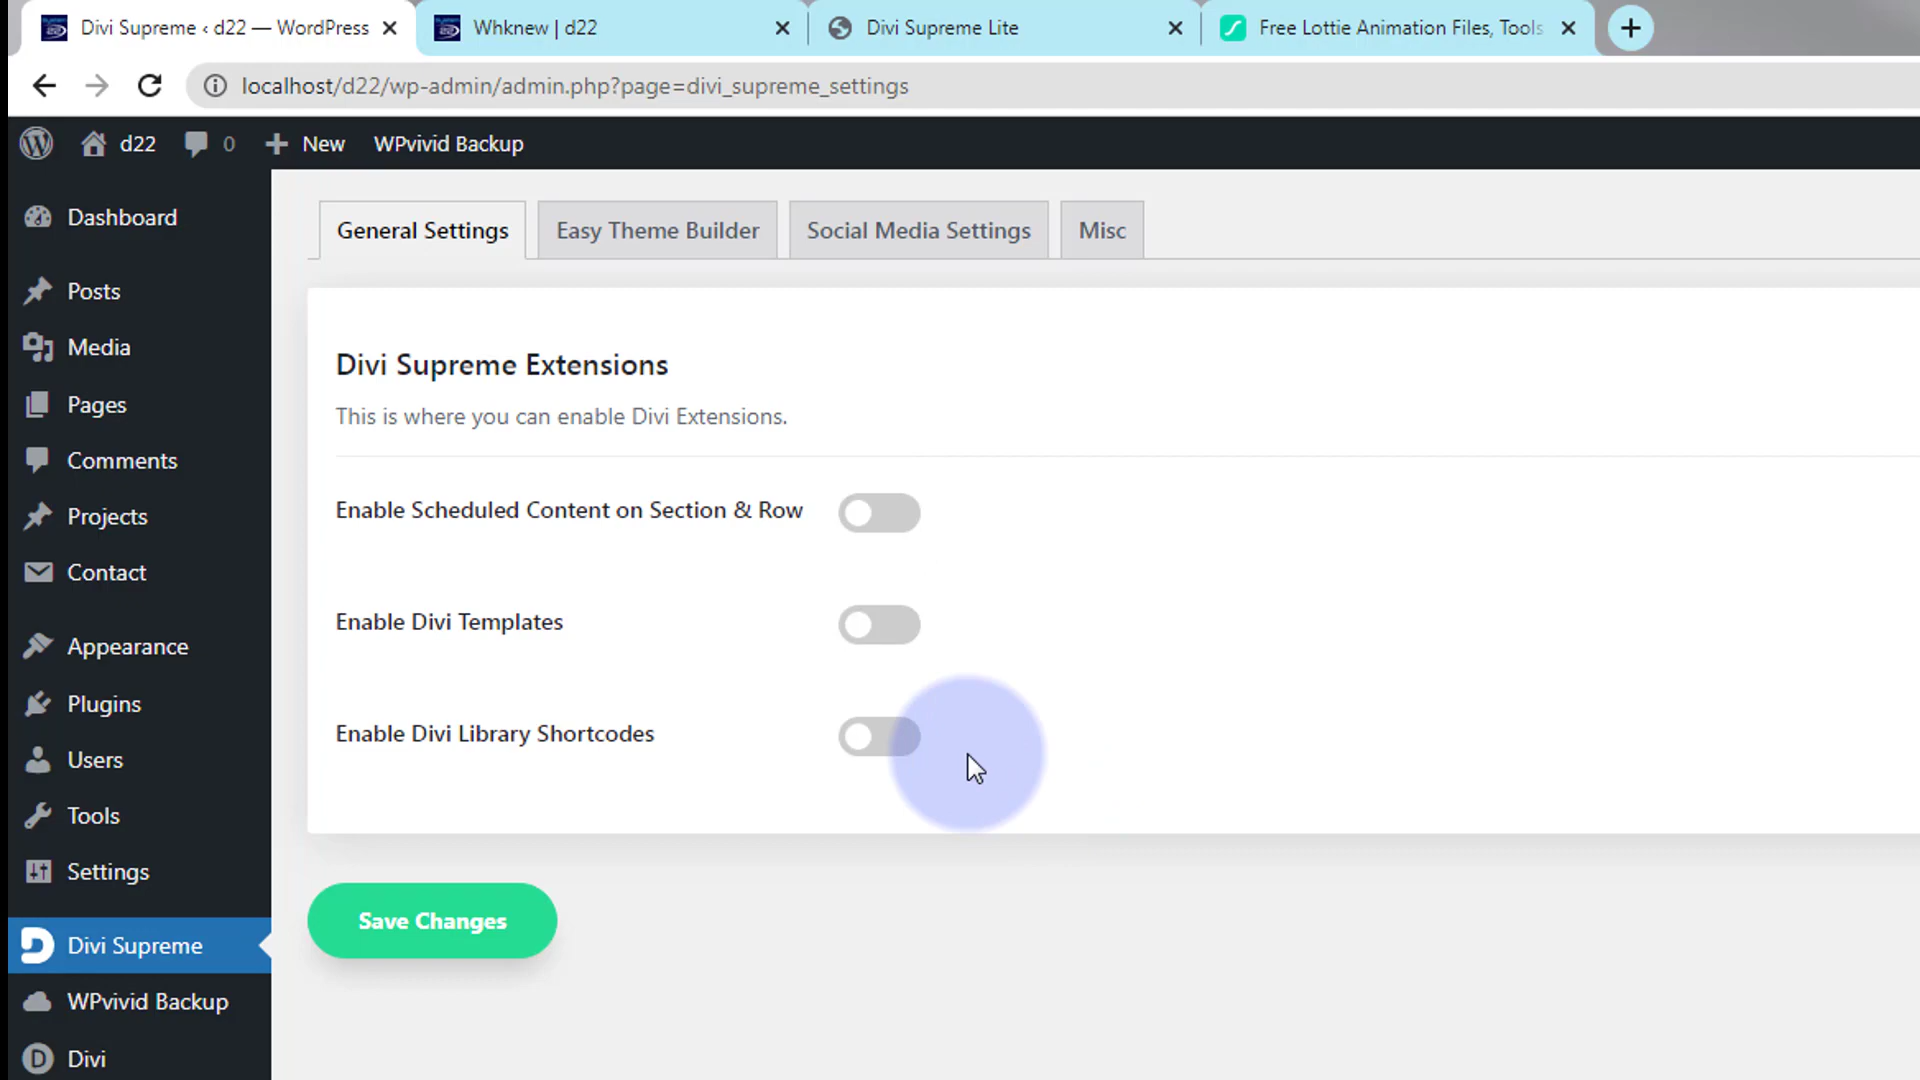 Divi Supreme ‹ d22 — WordPress
Whknew | d22
Divi Supreme Lite
Free Lottie Animation Files, Tools
localhost/d22/wp-admin/admin.php?page=divi_supreme_settings
d22
0
New
WPvivid Backup
Dashboard
Posts
Media
Pages
Comments
Projects
Contact
Appearance
Plugins
Users
Tools
Settings
Divi Supreme
WPvivid Backup
Divi
General Settings
Easy Theme Builder
Social Media Settings
Misc
Divi Supreme Extensions
This is where you can enable Divi Extensions.
Enable Scheduled Content on Section & Row
Enable Divi Templates
Enable Divi Library Shortcodes
Save Changes